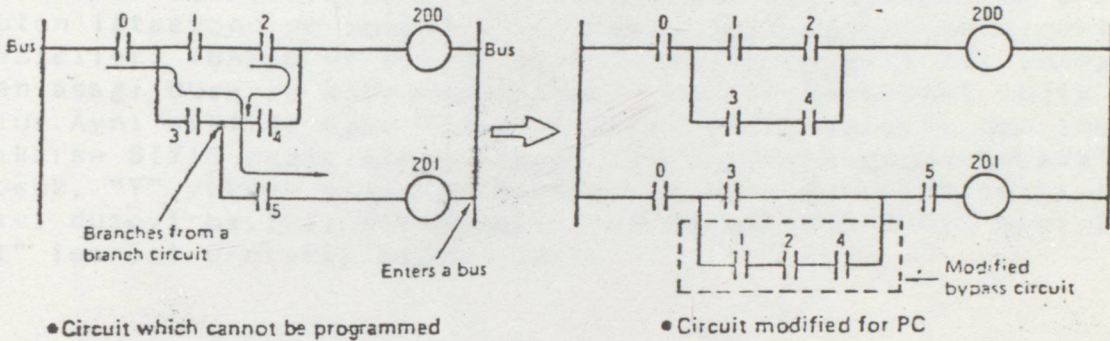 0 2 200
Bus Bus
3 4
5 201
Branches from a
branch circuit
Enters a bus
• Circuit which cannot be programmed
0 1 2 200
3 4
0 3 5 201
1 2 4
Modified
bypass circuit
• Circuit modified for PC